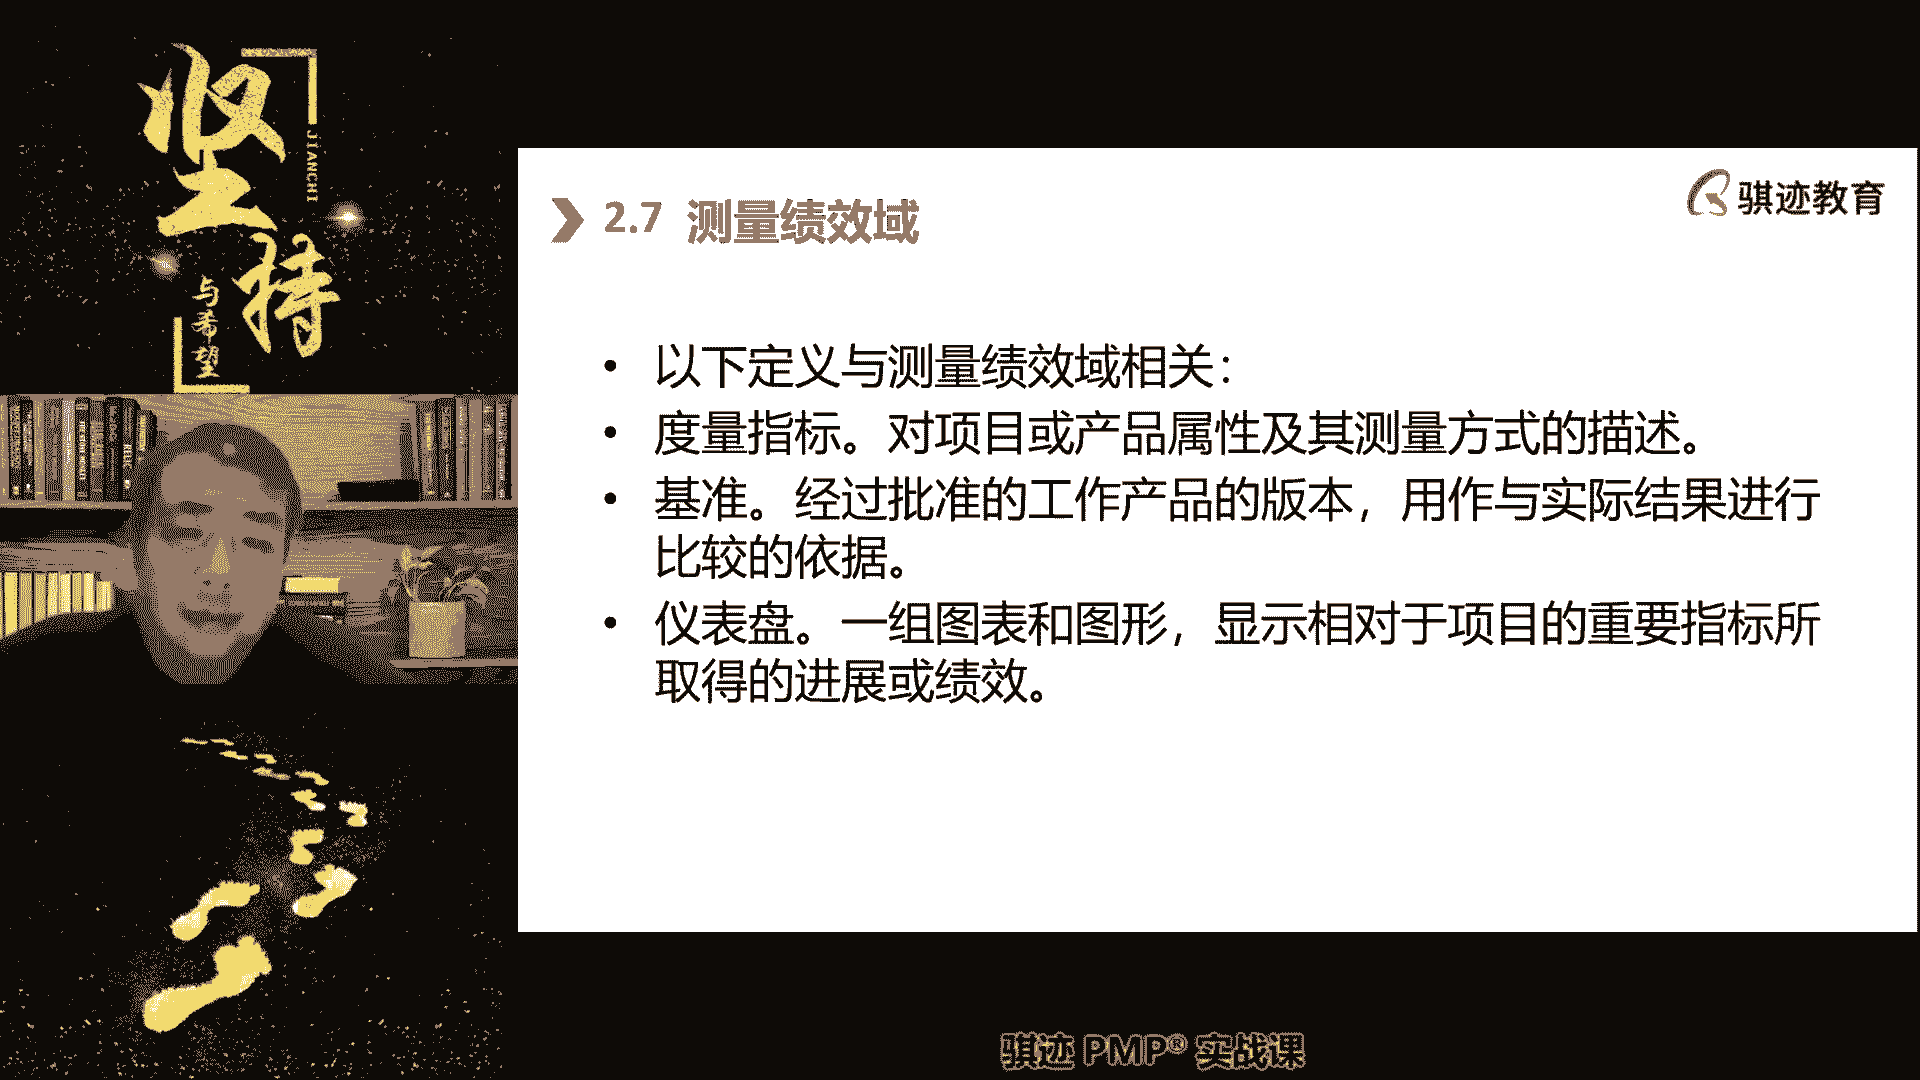 坚持
JIANCHI
与希望
骐迹教育
2.7 测量绩效域
• 以下定义与测量绩效域相关：
• 度量指标。对项目或产品属性及其测量方式的描述。
• 基准。经过批准的工作产品的版本，用作与实际结果进行
比较的依据。
• 仪表盘。一组图表和图形，显示相对于项目的重要指标所
取得的进展或绩效。
骐迹 PMP® 实战课